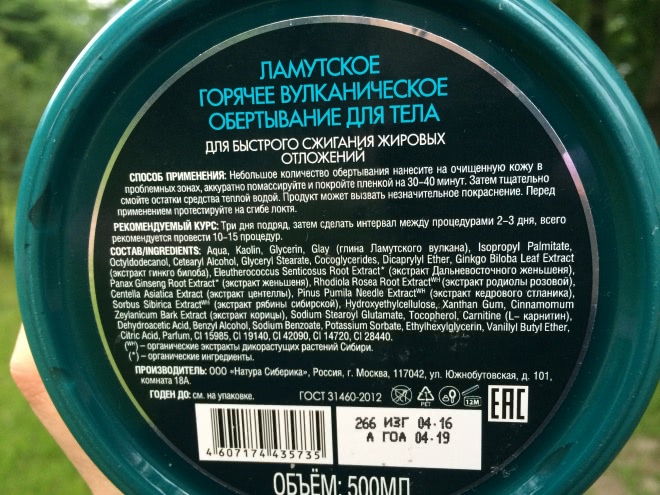 ЛАМУТСКОЕ
ГОРЯЧЕЕ ВУЛКАНИЧЕСКОЕ
ОБЕРТЫВАНИЕ ДЛЯ ТЕЛА
ДЛЯ БЫСТРОГО СЖИГАНИЯ ЖИРОВЫХ
ОТЛОЖЕНИЙ
СПОСОБ ПРИМЕНЕНИЯ: Небольшое количество обертывания нанесите на очищенную кожу в
проблемных зонах, аккуратно помассируйте и покройте пленкой на 30–40 минут. Затем тщательно
смойте остатки средства теплой водой. Продукт может вызвать незначительное покраснение. Перед
применением протестируйте на сгибе локтя.
РЕКОМЕНДУЕМЫЙ КУРС: Три дня подряд, затем сделать интервал между процедурами 2–3 дня, всего
рекомендуется провести 10–15 процедур.
СОСТАВ/INGREDIENTS: Aqua, Kaolin, Glycerin, Glay (глина Ламутского вулкана), Isopropyl Palmitate,
Octyldodecanol, Cetearyl Alcohol, Glyceryl Stearate, Cocoglycerides, Dicaprylyl Ether, Ginkgo Biloba Leaf Extract
(экстракт гинкго билоба), Eleutherococcus Senticosus Root Extract* (экстракт Дальневосточного женьшеня),
Panax Ginseng Root Extract* (экстракт женьшеня), Rhodiola Rosea RootWH (экстракт родиолы розовой),
Centella Asiatica Extract (экстракт центеллы), Pinus Pumila Needle ExtractWH (экстракт кедрового стланика),
Sorbus Sibirica ExtractWH (экстракт рябины сибирской), Hydroxyethylcellulose, Xanthan Gum, Cinnamomum
Zeylanicum Bark Extract (экстракт корицы), Sodium Stearoyl Glutamate, Tocopherol, Carnitine (L- карнитин),
Dehydroacetic Acid, Benzyl Alcohol, Sodium Benzoate, Potassium Sorbate, Ethylhexylglycerin, Vanillyl Butyl Ether,
Citric Acid, Parfum, CI 15985, CI 19140, CI 42090, CI 14720, CI 28440.
(WH) – органические экстракты дикорастущих растений Сибири.
(*) – органические ингредиенты.
ПРОИЗВОДИТЕЛЬ: ООО «Натура Сиберика», Россия, г. Москва, 117042, ул. Южнобутовская, д. 101,
комната 18А.
ГОДЕН ДО: см. на упаковке.
ГОСТ 31460-2012
PET
12M
EAC
266 ИЗГ 04·16
А ГОА 04·19
4 607174 435735
ОБЪЁМ: 500МЛ